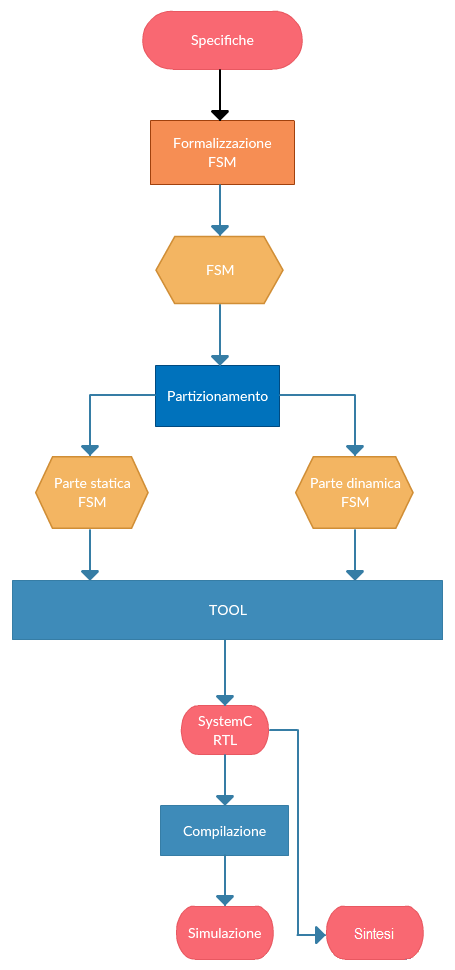 Specifiche
Formalizzazione
FSM
FSM
Partizionamento
Parte statica
FSM
Parte dinamica
FSM
TOOL
SystemC
RTL
Compilazione
Simulazione
Sintesi